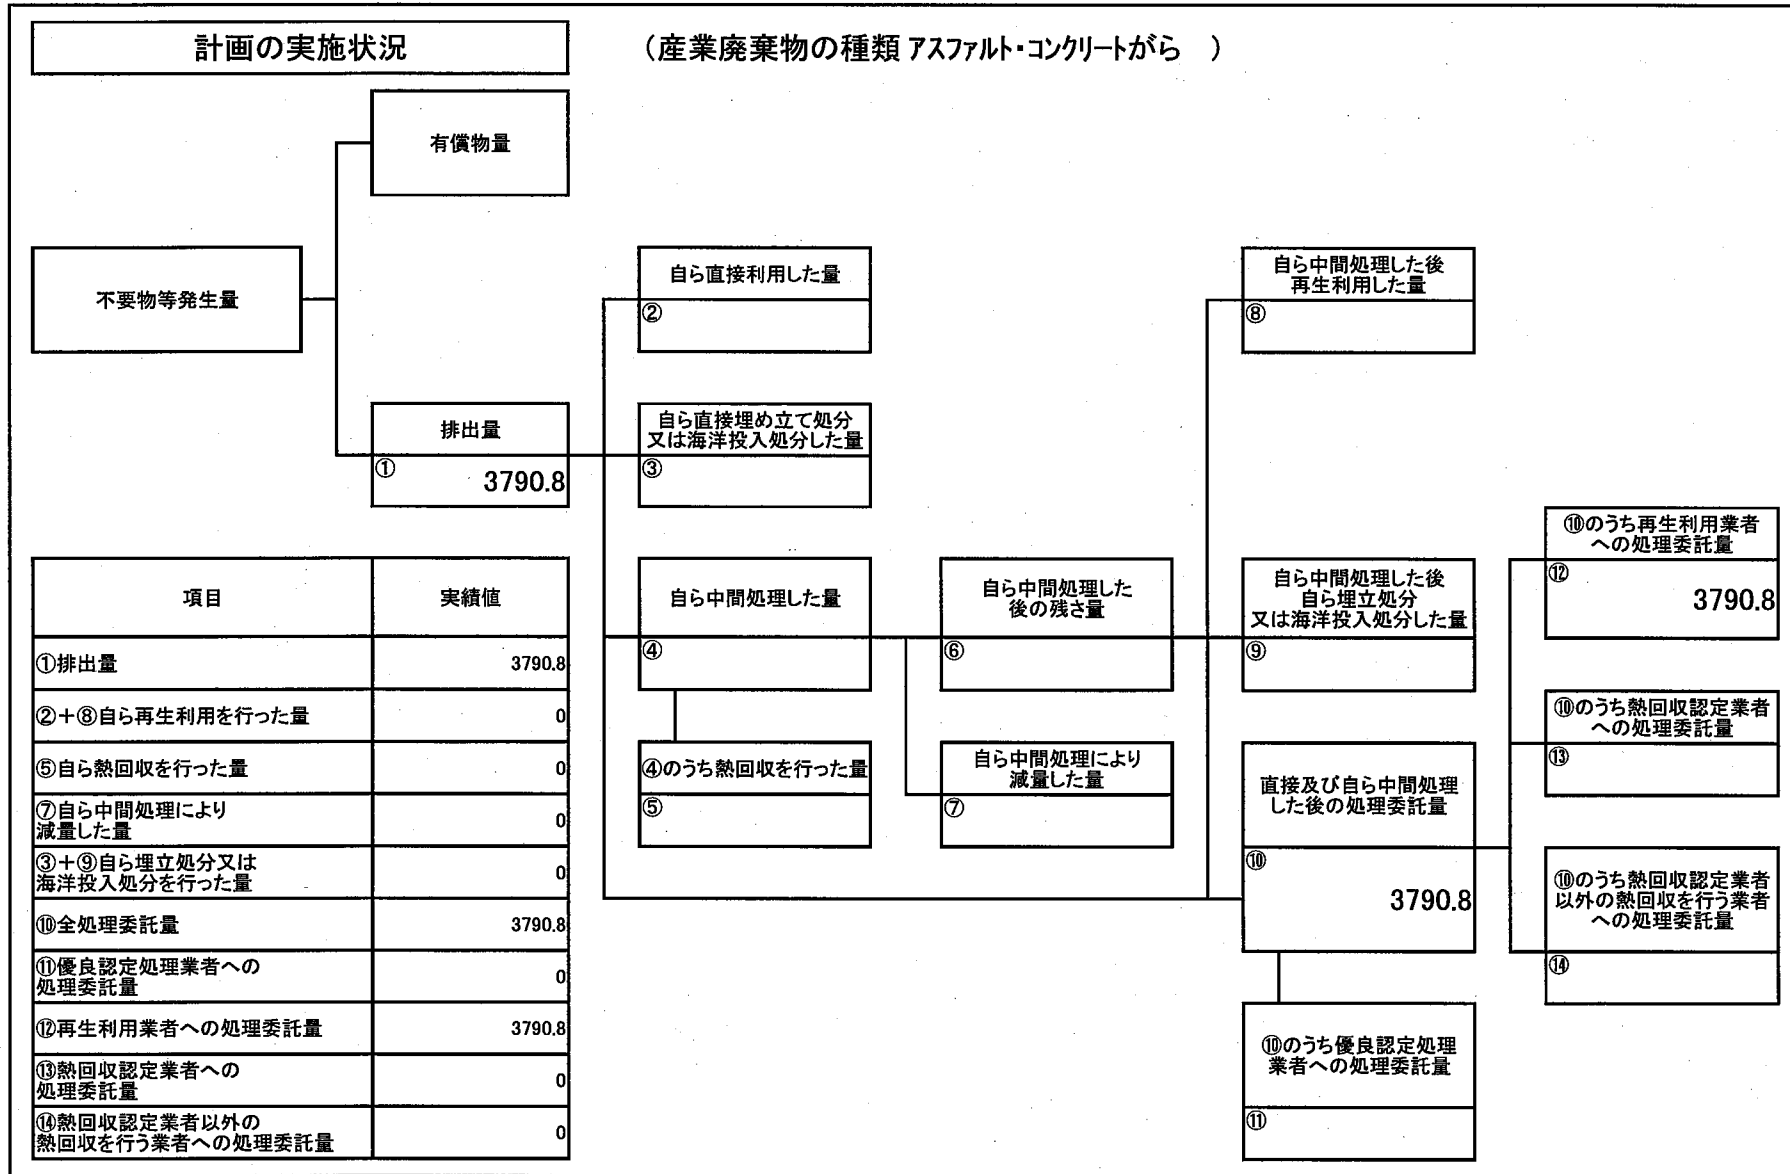 計画の実施状況
（産業廃棄物の種類 アスファルト・コンクリートがら　）
有償物量
不要物等発生量
自ら直接利用した量
②
自ら中間処理した後
再生利用した量
⑧
排出量
①
3790.8
自ら直接埋め立て処分
又は海洋投入処分した量
③
⑩のうち再生利用業者
への処理委託量
⑫
3790.8
自ら中間処理した量
④
自ら中間処理した
後の残さ量
⑥
自ら中間処理した後
自ら埋立処分
又は海洋投入処分した量
⑨
⑩のうち熱回収認定業者
への処理委託量
⑬
④のうち熱回収を行った量
⑤
自ら中間処理により
減量した量
⑦
直接及び自ら中間処理
した後の処理委託量
⑩
3790.8
⑩のうち熱回収認定業者
以外の熱回収を行う業者
への処理委託量
⑭
⑩のうち優良認定処理
業者への処理委託量
⑪
項目 実績値
①排出量 3790.8
②＋⑧自ら再生利用を行った量 0
⑤自ら熱回収を行った量 0
⑦自ら中間処理により
減量した量 0
③＋⑨自ら埋立処分又は
海洋投入処分を行った量 0
⑩全処理委託量 3790.8
⑪優良認定処理業者への
処理委託量 0
⑫再生利用業者への処理委託量 3790.8
⑬熱回収認定業者への
処理委託量 0
⑭熱回収認定業者以外の
熱回収を行う業者への処理委託量 0